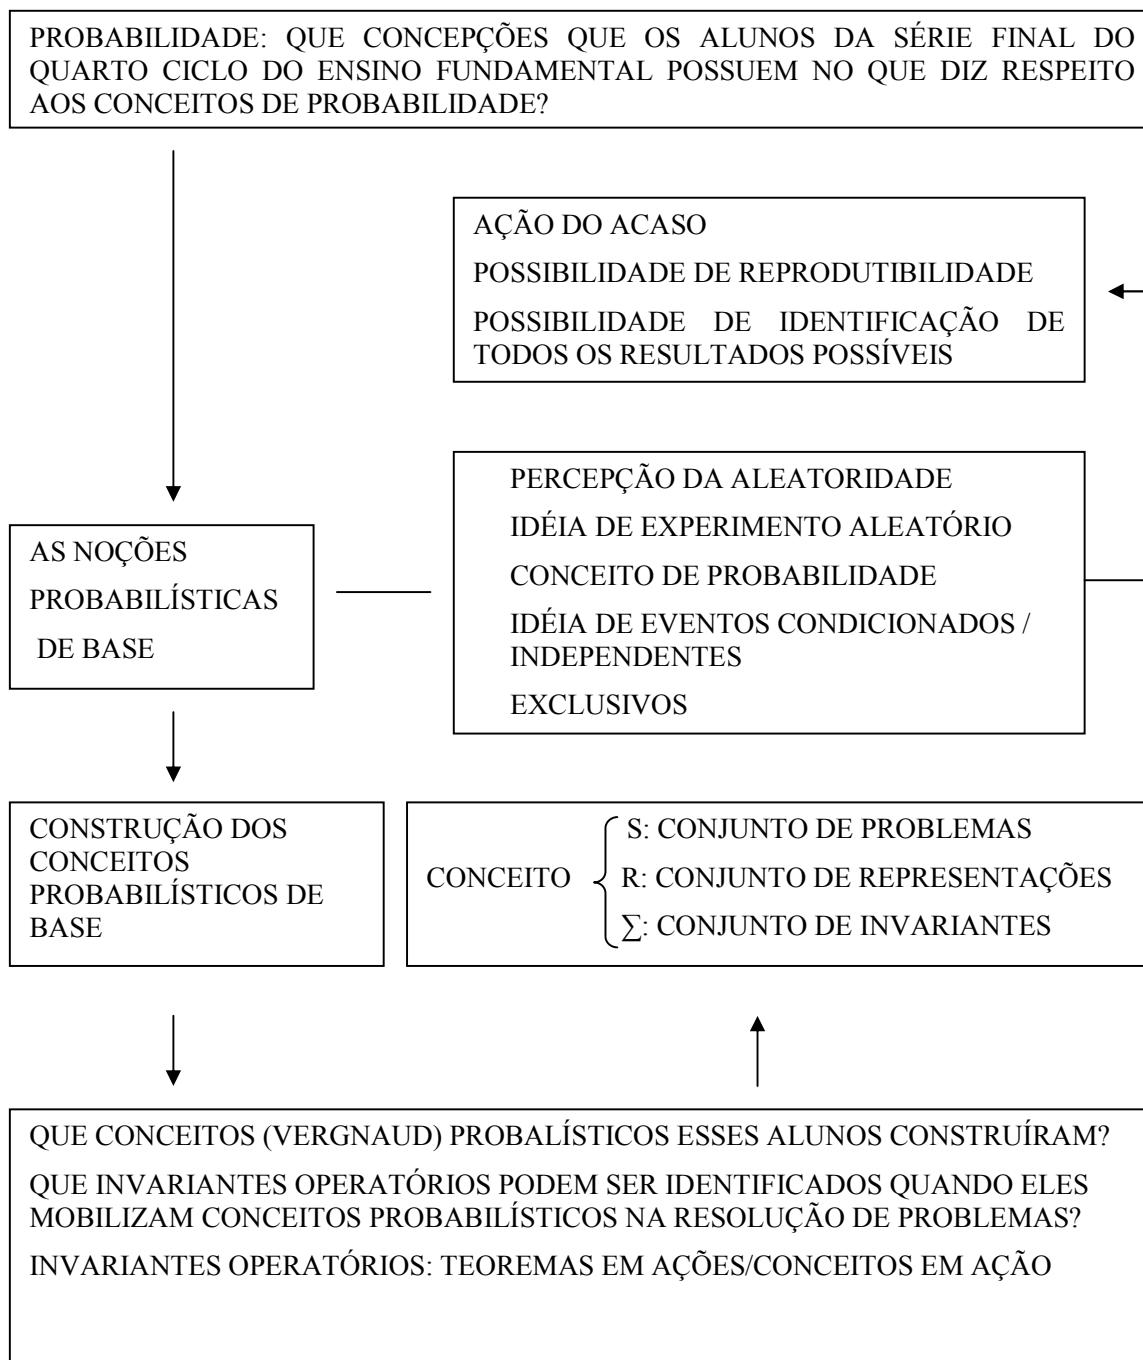 PROBABILIDADE: QUE CONCEPÇÕES QUE OS ALUNOS DA SÉRIE FINAL DO
QUARTO CICLO DO ENSINO FUNDAMENTAL POSSUEM NO QUE DIZ RESPEITO
AOS CONCEITOS DE PROBABILIDADE?
AÇÃO DO ACASO
POSSIBILIDADE DE REPRODUTIBILIDADE
POSSIBILIDADE DE IDENTIFICAÇÃO DE
TODOS OS RESULTADOS POSSÍVEIS
PERCEPÇÃO DA ALEATORIDADE
IDÉIA DE EXPERIMENTO ALEATÓRIO
CONCEITO DE PROBABILIDADE
IDÉIA DE EVENTOS CONDICIONADOS /
INDEPENDENTES
EXCLUSIVOS
AS NOÇÕES
PROBABILÍSTICAS
DE BASE
CONSTRUÇÃO DOS
CONCEITOS
PROBABILÍSTICOS DE
BASE
CONCEITO
S: CONJUNTO DE PROBLEMAS
R: CONJUNTO DE REPRESENTAÇÕES
∑: CONJUNTO DE INVARIANTES
QUE CONCEITOS (VERGNAUD) PROBALÍSTICOS ESSES ALUNOS CONSTRUÍRAM?
QUE INVARIANTES OPERATÓRIOS PODEM SER IDENTIFICADOS QUANDO ELES
MOBILIZAM CONCEITOS PROBABILÍSTICOS NA RESOLUÇÃO DE PROBLEMAS?
INVARIANTES OPERATÓRIOS: TEOREMAS EM AÇÕES/CONCEITOS EM AÇÃO